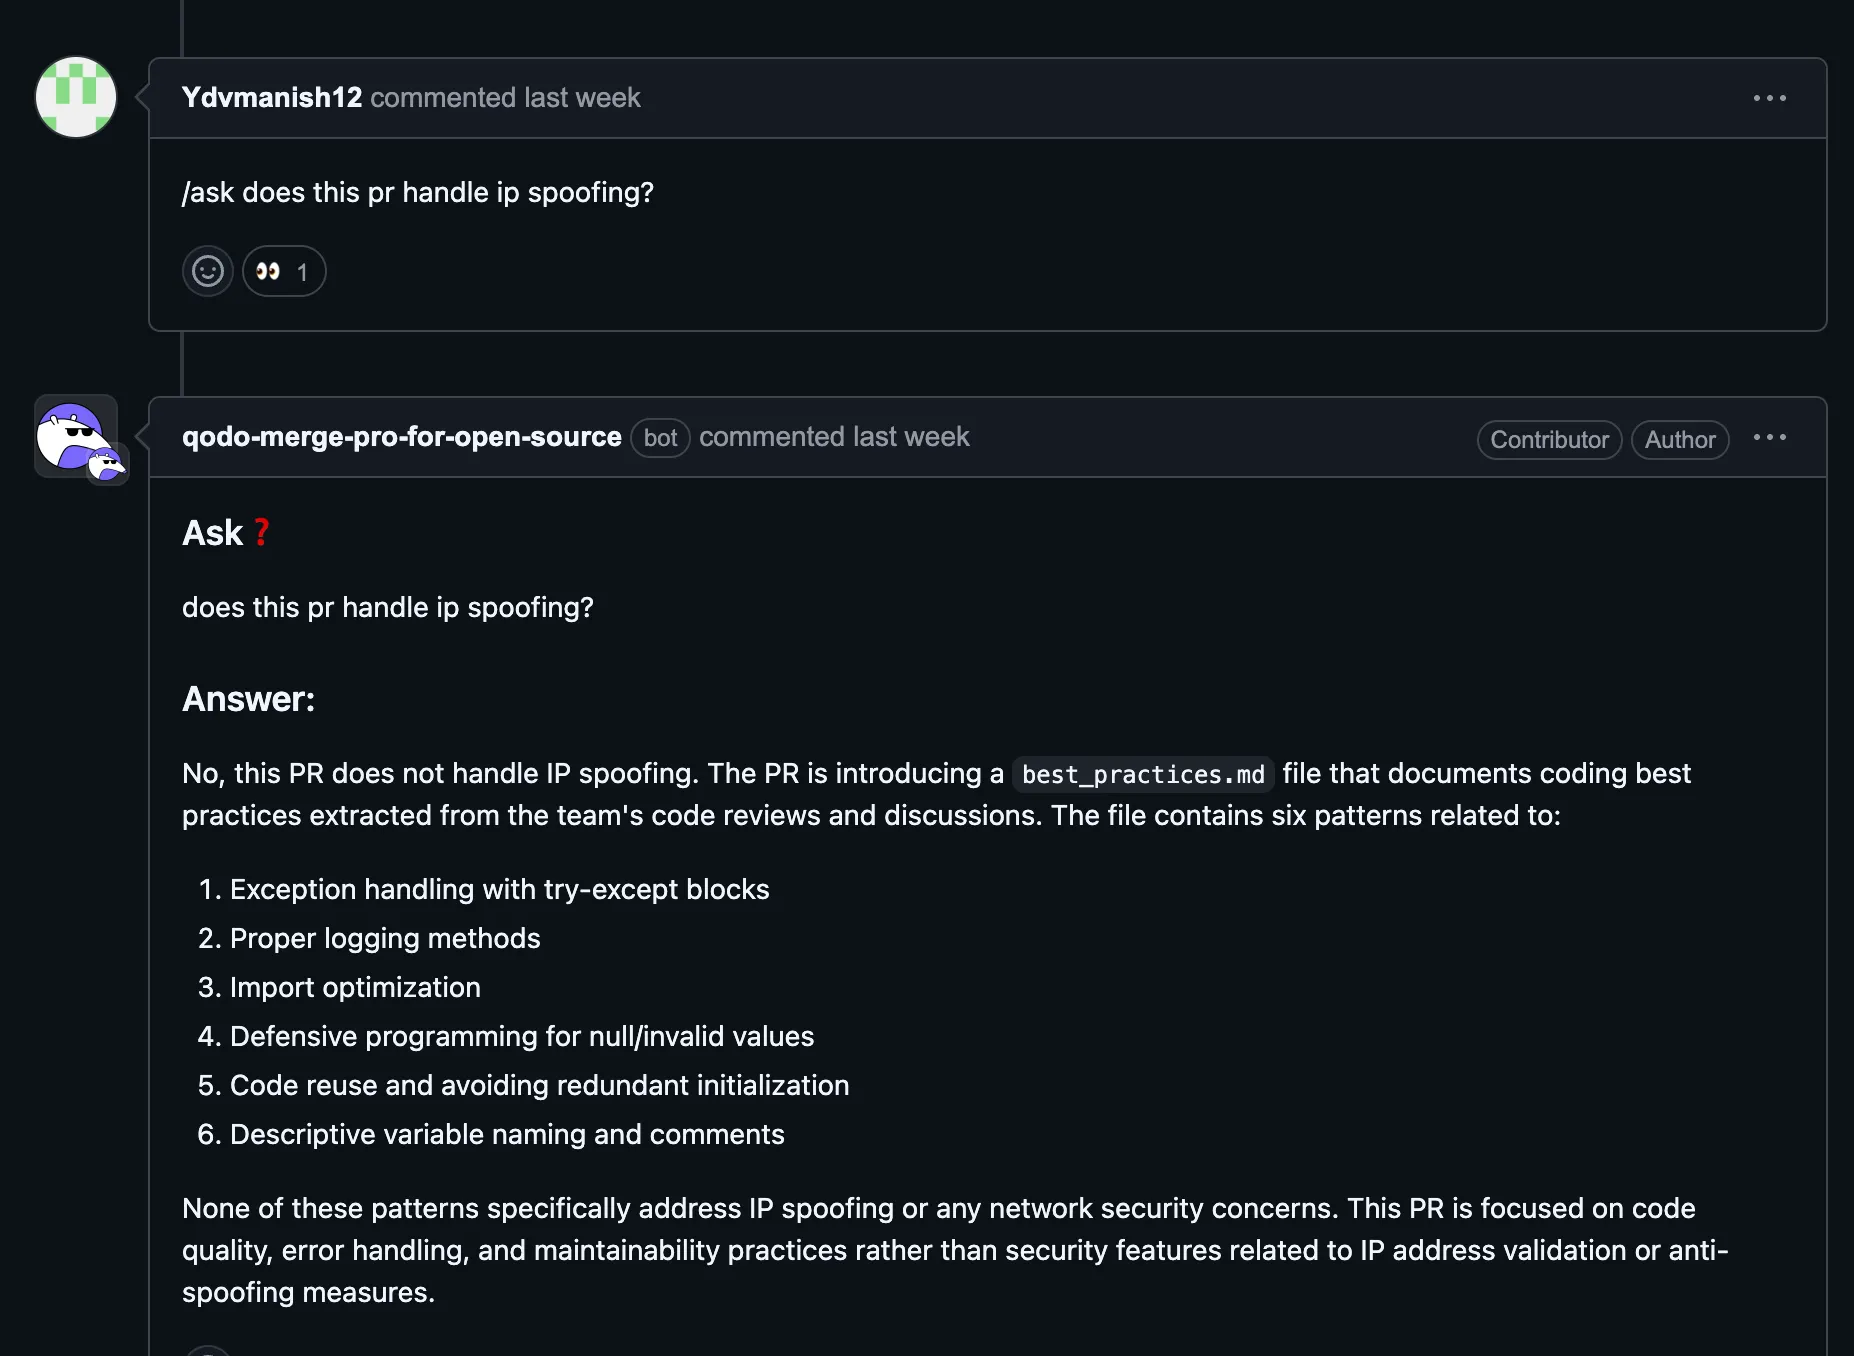 Ydvmanish12 commented last week
/ask does this pr handle ip spoofing?
👀 1
qodo-merge-pro-for-open-source bot commented last week Contributor Author
Ask ❓
does this pr handle ip spoofing?
Answer:
No, this PR does not handle IP spoofing. The PR is introducing a best_practices.md file that documents coding best
practices extracted from the team's code reviews and discussions. The file contains six patterns related to:
1. Exception handling with try-except blocks
2. Proper logging methods
3. Import optimization
4. Defensive programming for null/invalid values
5. Code reuse and avoiding redundant initialization
6. Descriptive variable naming and comments
None of these patterns specifically address IP spoofing or any network security concerns. This PR is focused on code
quality, error handling, and maintainability practices rather than security features related to IP address validation or anti-
spoofing measures.